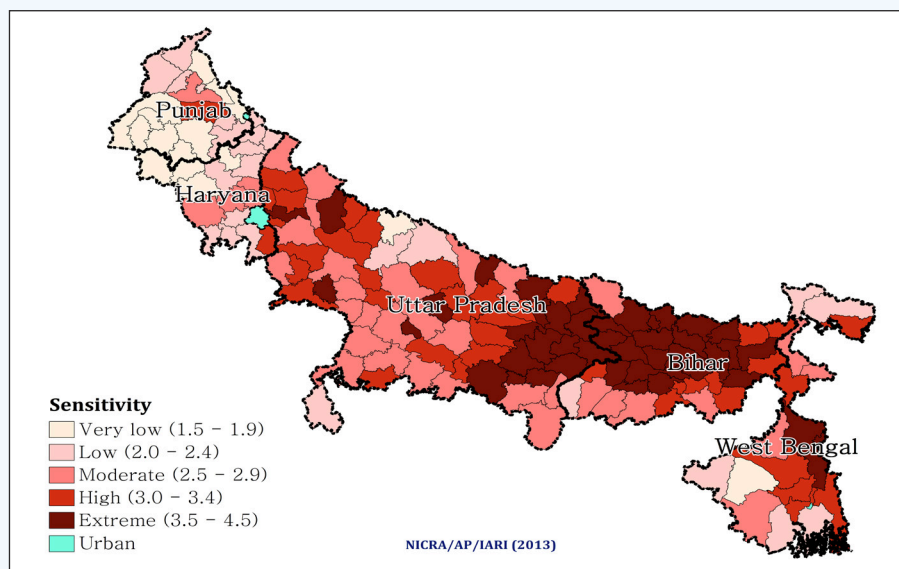 Punjab
Haryana
Uttar Pradesh
Bihar
West Bengal
Sensitivity
Very low (1.5 - 1.9)
Low (2.0 - 2.4)
Moderate (2.5 - 2.9)
High (3.0 - 3.4)
Extreme (3.5 - 4.5)
Urban
NICRA/AP/IARI (2013)